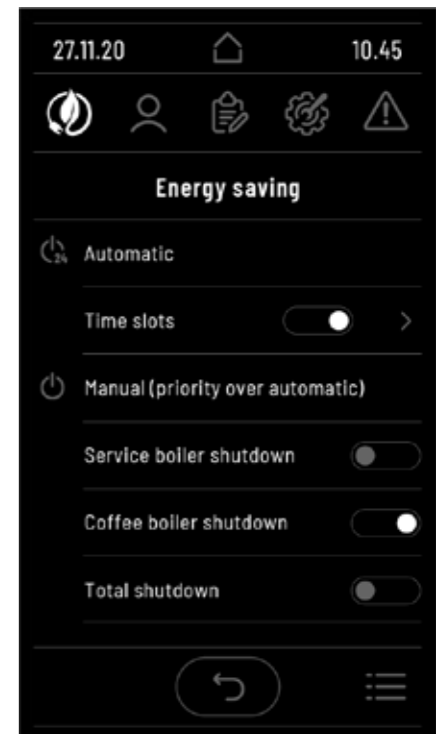 27.11.20 10.45
Energy saving
24 Automatic
Time slots
Manual (priority over automatic)
Service boiler shutdown
Coffee boiler shutdown
Total shutdown